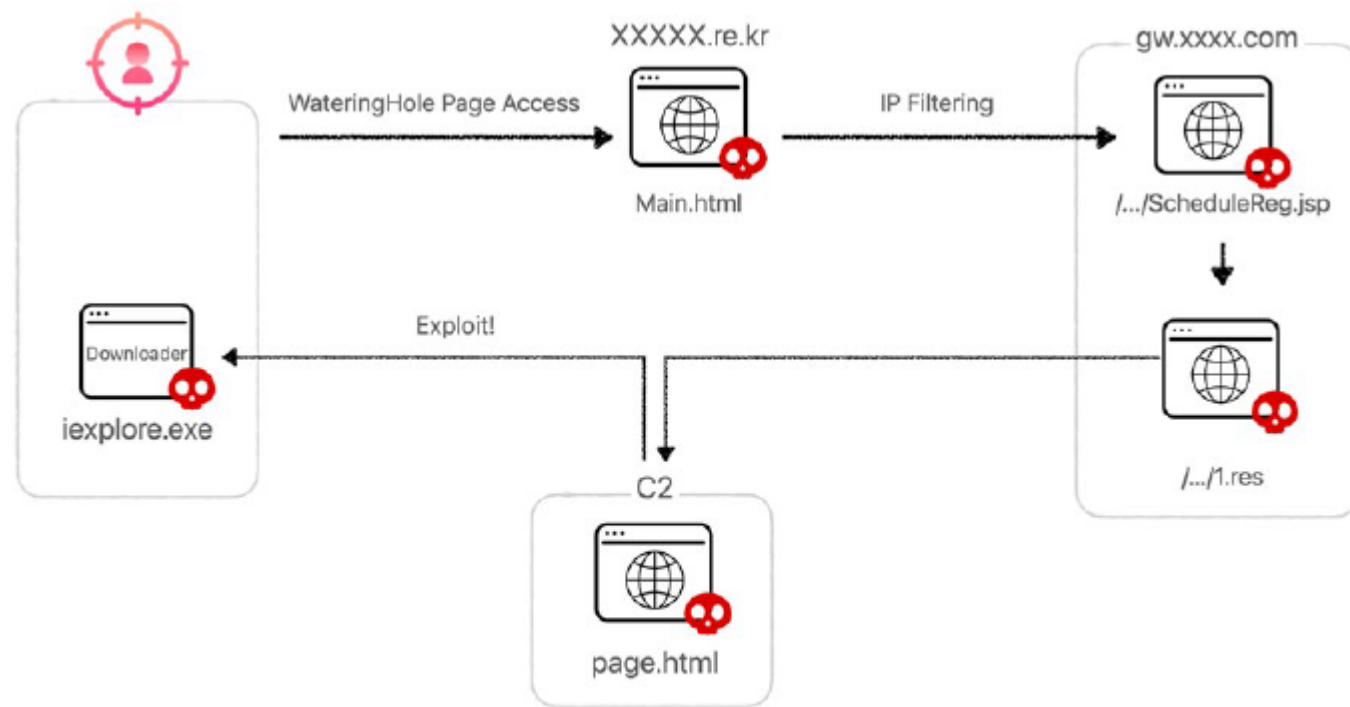 XXXXX.re.kr
gw.xxxx.com
WateringHole Page Access
IP Filtering
Main.html
/.../ScheduleReg.jsp
Exploit!
Downloader
iexplore.exe
/.../1.res
C2
page.html